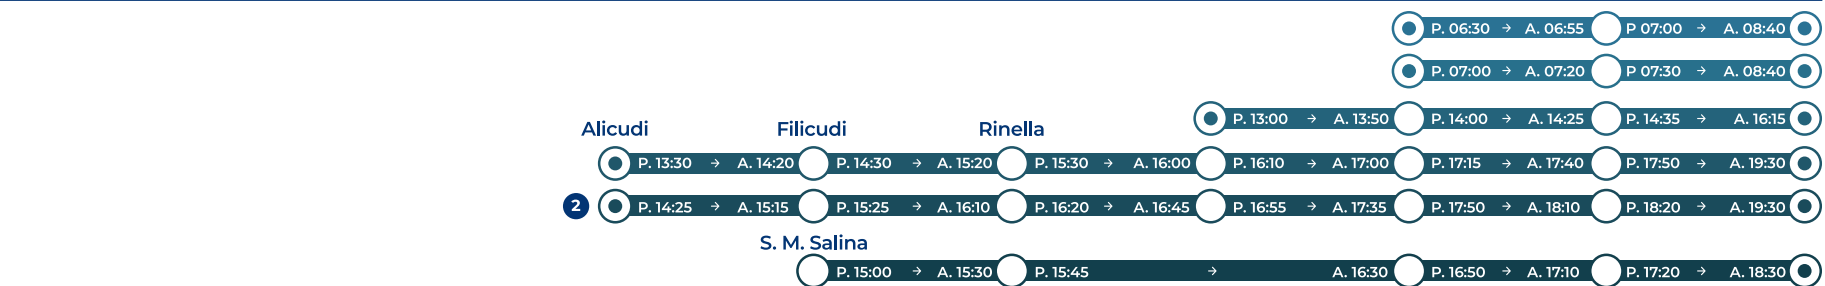 P. 06:30 → A. 06:55 P 07:00 → A. 08:40
P. 07:00 → A. 07:20 P 07:30 → A. 08:40
P. 13:00 → A. 13:50 P. 14:00 → A. 14:25 P. 14:35 → A. 16:15
Alicudi Filicudi Rinella
P. 13:30 → A. 14:20 P. 14:30 → A. 15:20 P. 15:30 → A. 16:00 P. 16:10 → A. 17:00 P. 17:15 → A. 17:40 P. 17:50 → A. 19:30
2 P. 14:25 → A. 15:15 P. 15:25 → A. 16:10 P. 16:20 → A. 16:45 P. 16:55 → A. 17:35 P. 17:50 → A. 18:10 P. 18:20 → A. 19:30
S. M. Salina
P. 15:00 → A. 15:30 P. 15:45 → A. 16:30 P. 16:50 → A. 17:10 P. 17:20 → A. 18:30